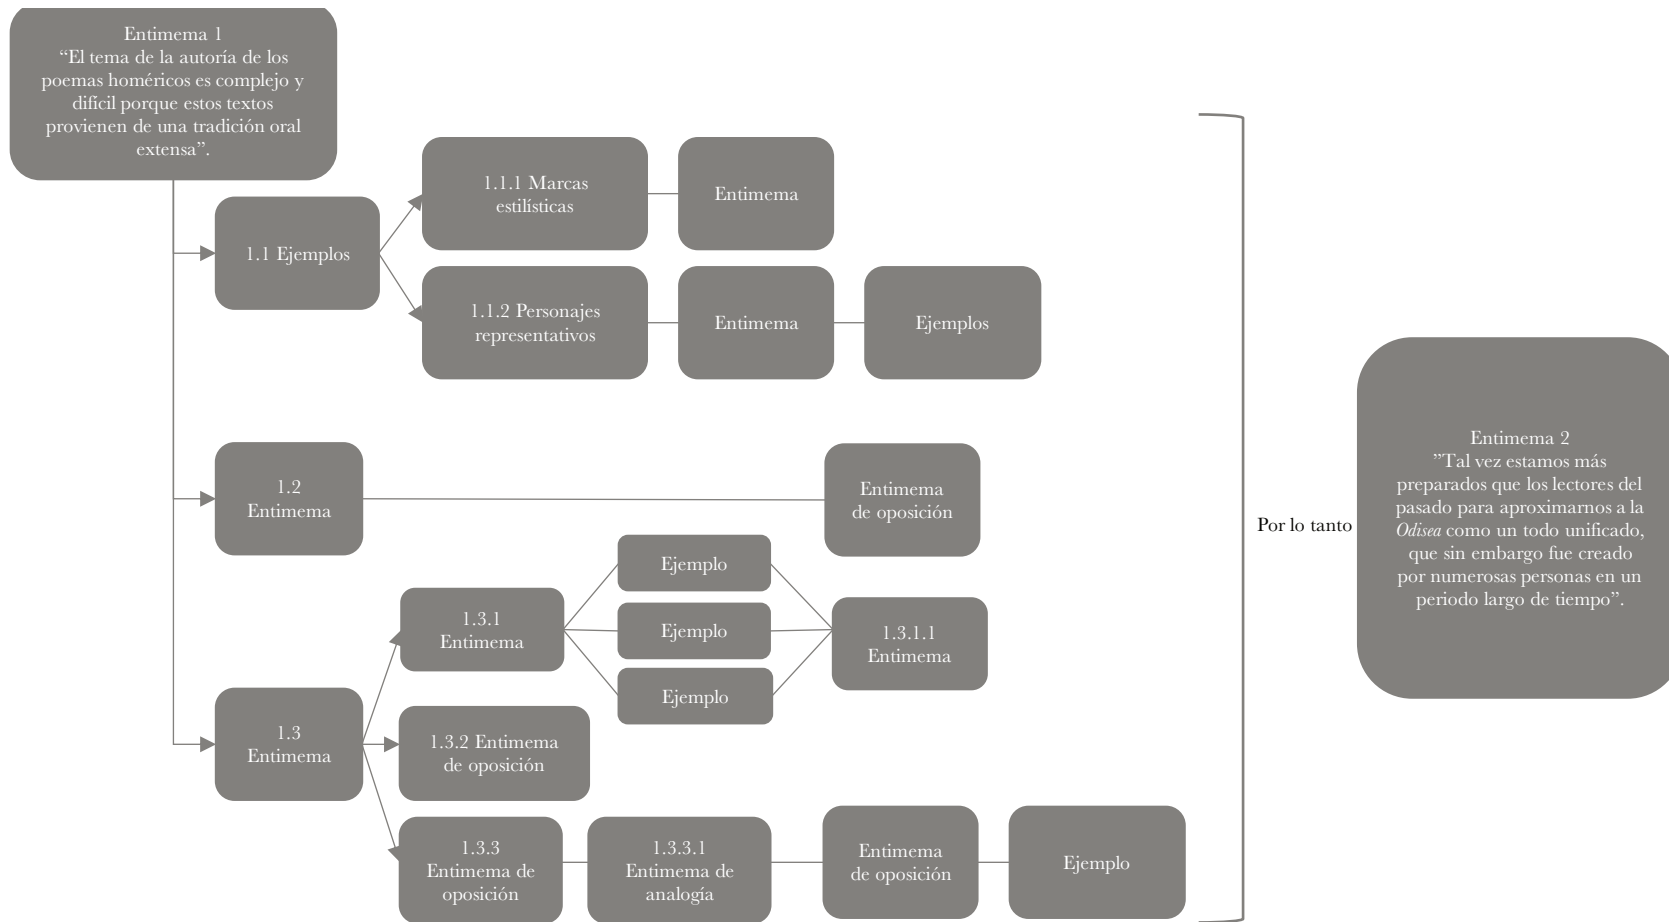 Entimema 1
“El tema de la autoría de los
poemas homéricos es complejo y
difícil porque estos textos
provienen de una tradición oral
extensa”.
1.1 Ejemplos
1.1.1 Marcas
estilísticas
Entimema
1.1.2 Personajes
representativos
Entimema
Ejemplos
1.2
Entimema
Entimema
de oposición
1.3
Entimema
1.3.1
Entimema
Ejemplo
Ejemplo
Ejemplo
1.3.1.1
Entimema
1.3.2 Entimema
de oposición
1.3.3
Entimema de
oposición
1.3.3.1
Entimema de
analogía
Entimema
de oposición
Ejemplo
Por lo tanto
Entimema 2
”Tal vez estamos más
preparados que los lectores del
pasado para aproximarnos a la
Odisea como un todo unificado,
que sin embargo fue creado
por numerosas personas en un
periodo largo de tiempo”.